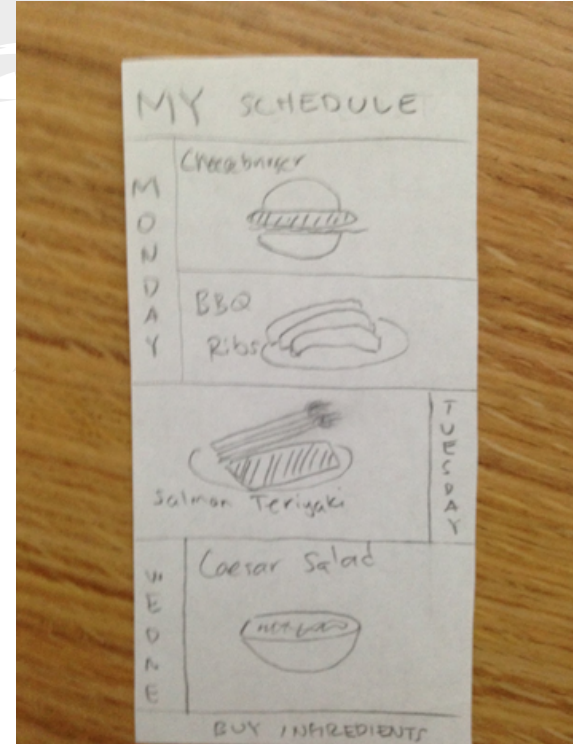 MY SCHEDULE
MONDAY
Cheeseburger
BBQ
Ribs
TUESDAY
Salmon Teriyaki
WEDNE
Caesar Salad
BUY INGREDIENTS